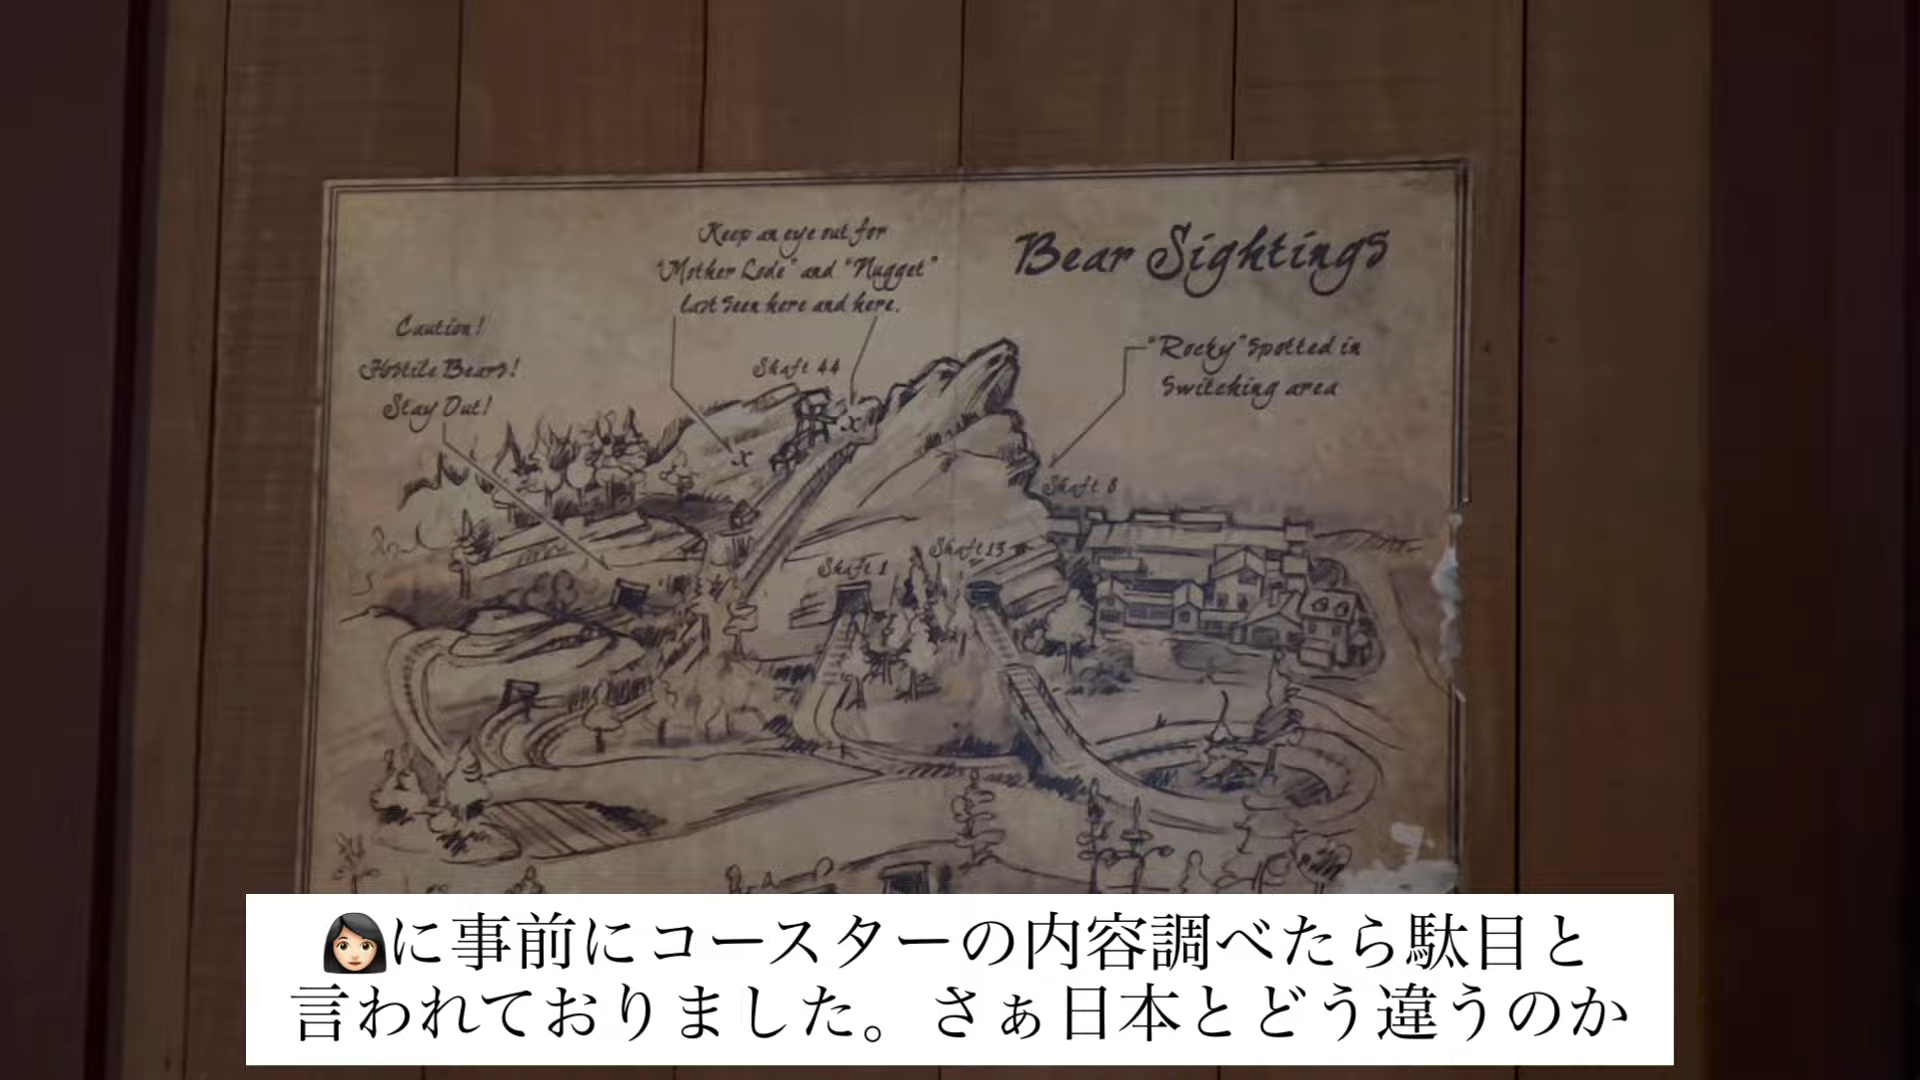 Bear Sightings
Keep an eye out for
"Mother Lode" and "Nugget"
last seen here and here.
Caution!
Hostile Bears!
Stay Out!
"Rocky" spotted in
switching area
Shaft 44
Shaft 8
Shaft 13
Shaft 1
👩🏻に事前にコースターの内容調べたら駄目と
言われておりました。さぁ日本とどう違うのか